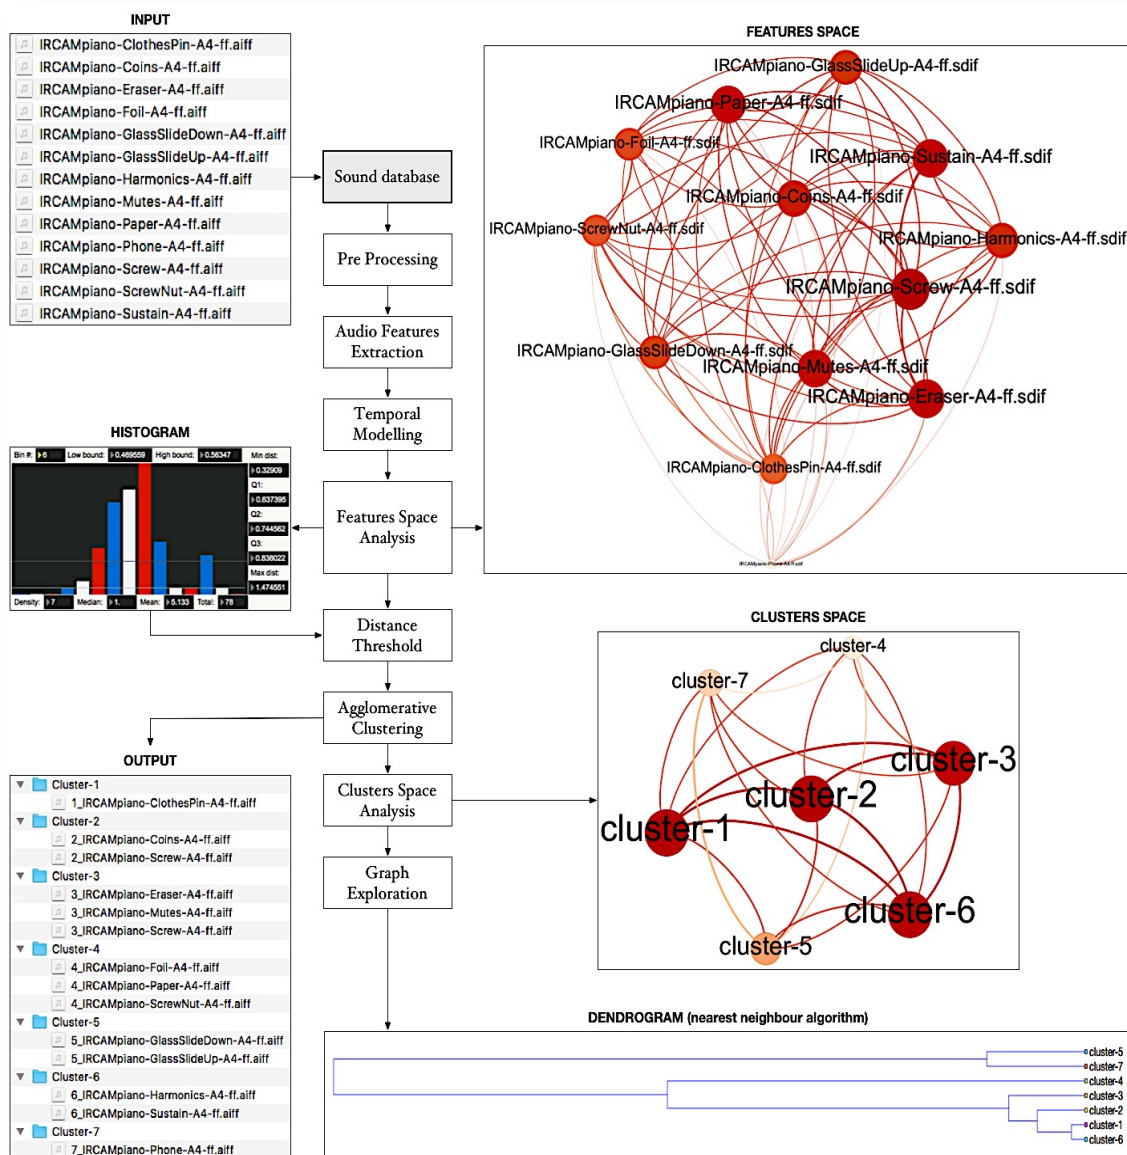 INPUT
IRCAMpiano-ClothesPin-A4-ff.aiff
IRCAMpiano-Coins-A4-ff.aiff
IRCAMpiano-Eraser-A4-ff.aiff
IRCAMpiano-Foil-A4-ff.aiff
IRCAMpiano-GlassSlideDown-A4-ff.aiff
IRCAMpiano-GlassSlideUp-A4-ff.aiff
IRCAMpiano-Harmonics-A4-ff.aiff
IRCAMpiano-Mutes-A4-ff.aiff
IRCAMpiano-Paper-A4-ff.aiff
IRCAMpiano-Phone-A4-ff.aiff
IRCAMpiano-Screw-A4-ff.aiff
IRCAMpiano-ScrewNut-A4-ff.aiff
IRCAMpiano-Sustain-A4-ff.aiff
Sound database
Pre Processing
Audio Features
Extraction
Temporal
Modelling
Features Space
Analysis
Distance
Threshold
Agglomerative
Clustering
Clusters Space
Analysis
Graph
Exploration
FEATURES SPACE
IRCAMpiano-GlassSlideUp-A4-ff.sdif
IRCAMpiano-Paper-A4-ff.sdif
IRCAMpiano-Foil-A4-ff.sdif
IRCAMpiano-Sustain-A4-ff.sdif
IRCAMpiano-Coins-A4-ff.sdif
IRCAMpiano-ScrewNut-A4-ff.sdif
IRCAMpiano-Harmonics-A4-ff.sdif
IRCAMpiano-Screw-A4-ff.sdif
IRCAMpiano-GlassSlideDown-A4-ff.sdif
IRCAMpiano-Mutes-A4-ff.sdif
IRCAMpiano-Eraser-A4-ff.sdif
IRCAMpiano-ClothesPin-A4-ff.sdif
IRCAMpiano-Phone-A4-ff.sdif
HISTOGRAM
Bin #: 6 Low bound: 0.469559 High bound: 0.56347 Min dist:
0.32909
Q1:
0.637395
Q2:
0.744562
Q3:
0.838022
Max dist:
1.474551
Density: 7 Median: 1. Mean: 5.133 Total: 78
CLUSTERS SPACE
cluster-4
cluster-7
cluster-3
cluster-2
cluster-1
cluster-6
cluster-5
OUTPUT
Cluster-1
1_IRCAMpiano-ClothesPin-A4-ff.aiff
Cluster-2
2_IRCAMpiano-Coins-A4-ff.aiff
2_IRCAMpiano-Screw-A4-ff.aiff
Cluster-3
3_IRCAMpiano-Eraser-A4-ff.aiff
3_IRCAMpiano-Mutes-A4-ff.aiff
3_IRCAMpiano-Screw-A4-ff.aiff
Cluster-4
4_IRCAMpiano-Foil-A4-ff.aiff
4_IRCAMpiano-Paper-A4-ff.aiff
4_IRCAMpiano-ScrewNut-A4-ff.aiff
Cluster-5
5_IRCAMpiano-GlassSlideDown-A4-ff.aiff
5_IRCAMpiano-GlassSlideUp-A4-ff.aiff
Cluster-6
6_IRCAMpiano-Harmonics-A4-ff.aiff
6_IRCAMpiano-Sustain-A4-ff.aiff
Cluster-7
7_IRCAMpiano-Phone-A4-ff.aiff
DENDROGRAM (nearest neighbour algorithm)
cluster-5
cluster-7
cluster-4
cluster-3
cluster-2
cluster-1
cluster-6